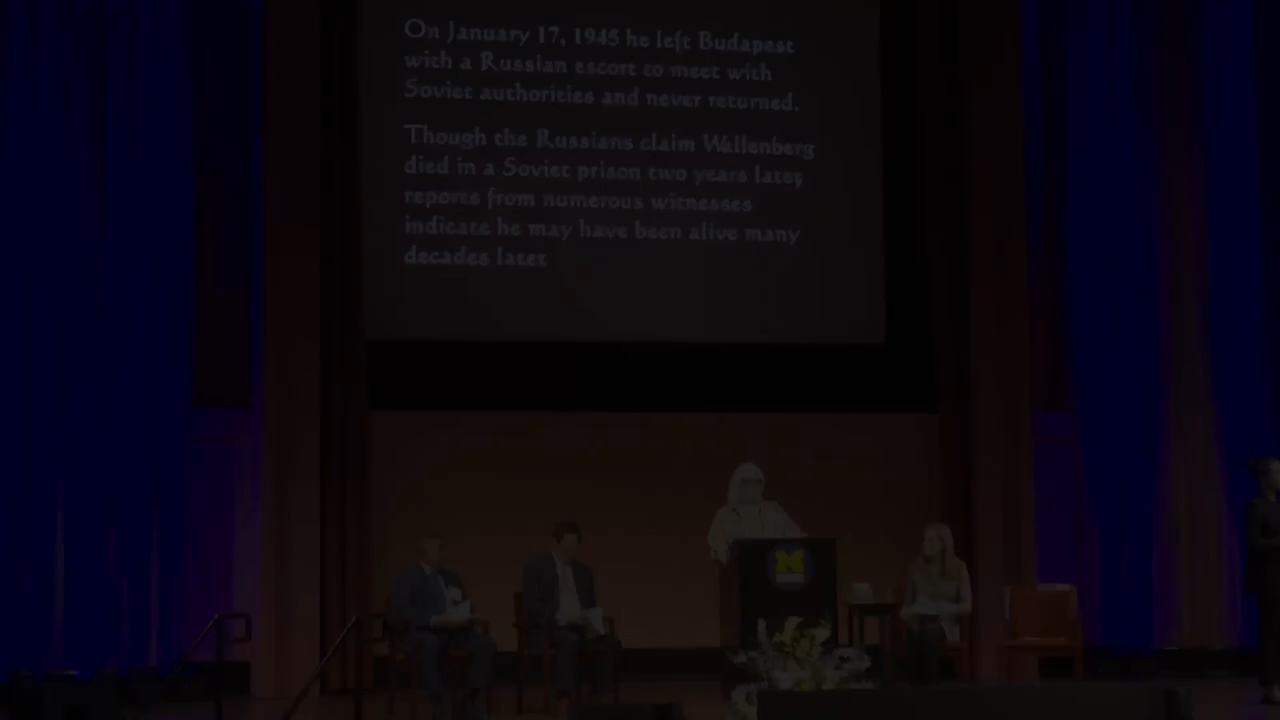 On January 17, 1945 he left Budapest
with a Russian escort to meet with
Soviet authorities and never returned.
Though the Russians claim Wallenberg
died in a Soviet prison two years later,
reports from numerous witnesses
indicate he may have been alive many
decades later.
M